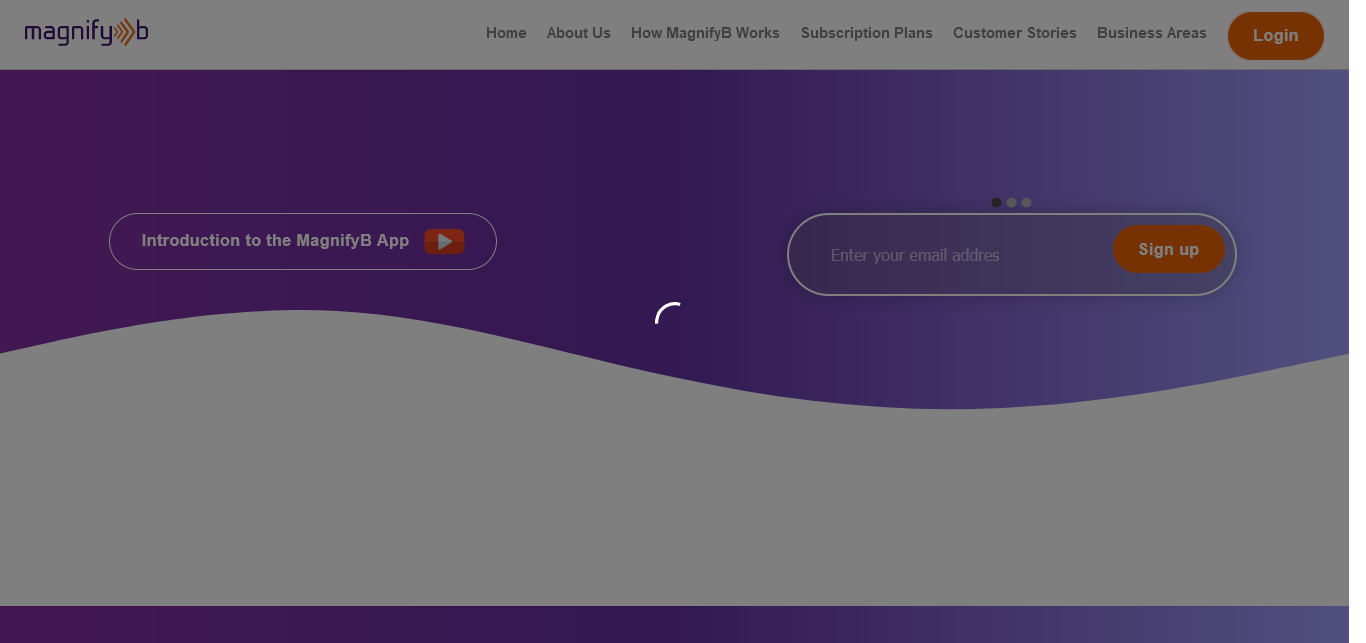 magnify b
Home About Us How MagnifyB Works Subscription Plans Customer Stories Business Areas Login
Introduction to the MagnifyB App
Enter your email addres Sign up